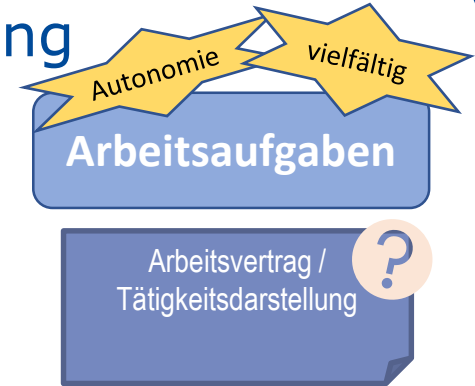 ng
Autonomie
vielfältig
Arbeitsaufgaben
Arbeitsvertrag /
Tätigkeitsdarstellung
?